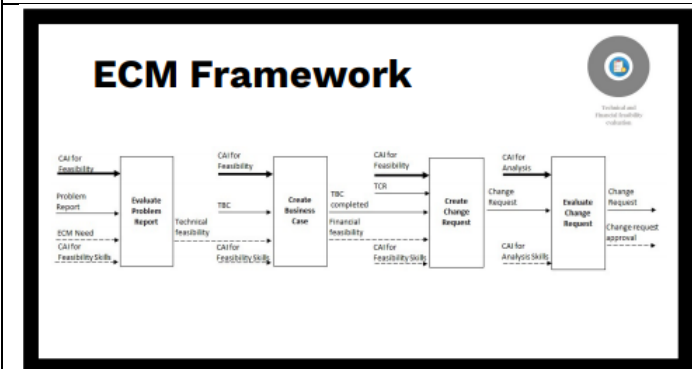 ECM Framework
Technical and
Financial feasibility
evaluation.
CAI for
Feasibility
Problem
Report
ECM Need
CAI for
Feasibility Skills
Evaluate
Problem
Report
Technical
feasibility
CAI for
Feasibility
TBC
CAI for
Feasibility Skills
Create
Business
Case
TBC
completed
Financial
feasibility
CAI for
Feasibility
TCR
CAI for
Feasibility Skills
Create
Change
Request
Change
Request
CAI for
Analysis
CAI for
Analysis Skills
Evaluate
Change
Request
Change
Request
Change request
approval